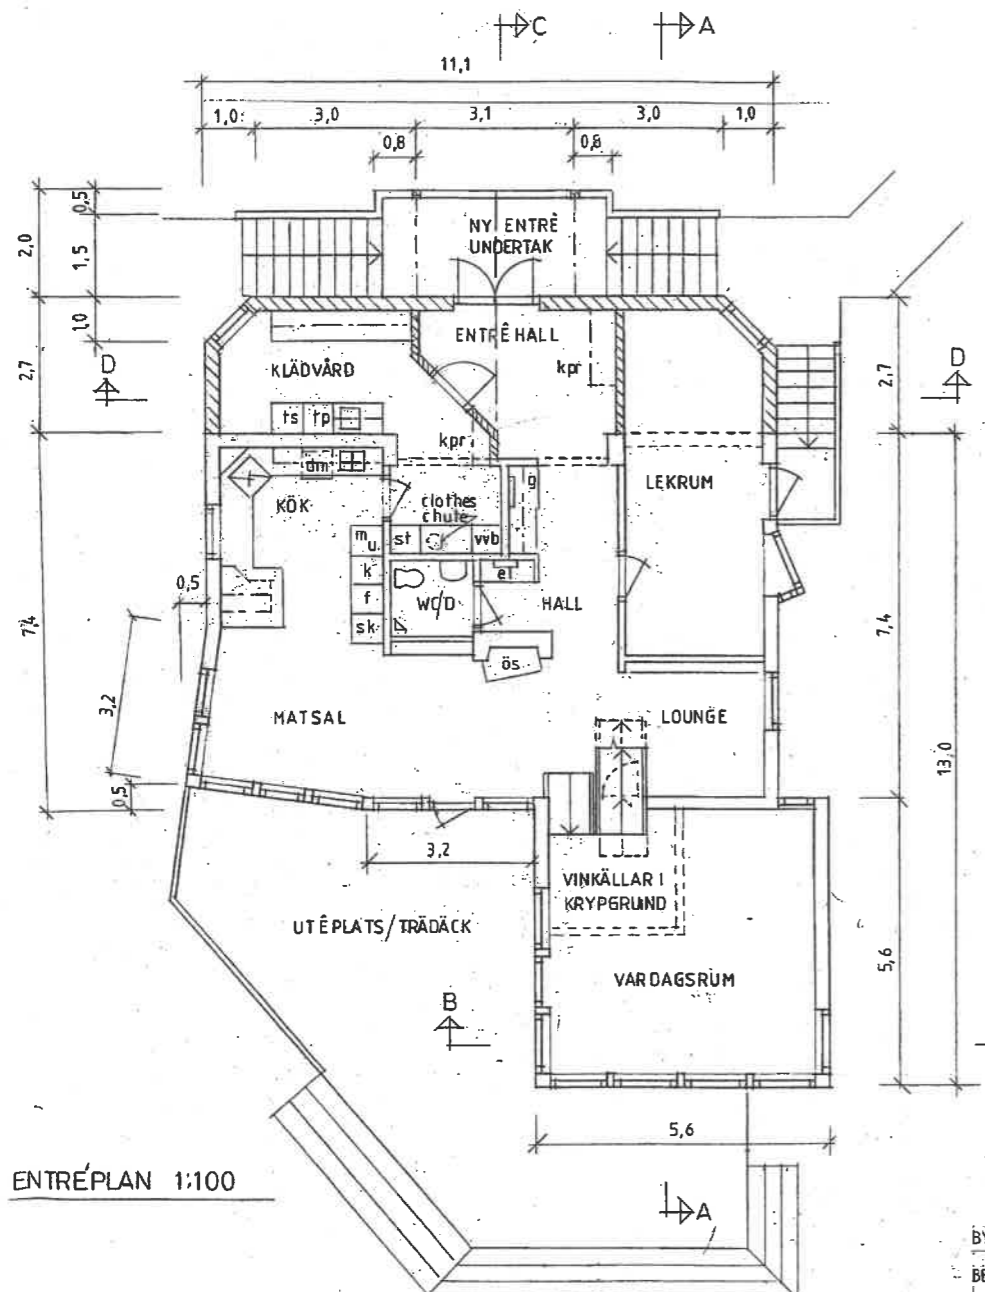 C
A
11,1
1,0
3,0
3,1
3,0
1,0
0,8
0,8
0,5
2,0
1,5
1,0
2,7
NY ENTRÉ
UNDERTAK
ENTRÉHALL
KLÄDVÅRD
kpr
D
D
2,7
ts
tp
kpr
dm
KÖK
clothes
chute
g
LEKRUM
m
u
st
vvb
k
f
sk
WC/D
el
HALL
ös
0,5
7,4
7,4
3,2
MATSAL
LOUNGE
0,5
13,0
3,2
VINKÄLLAR I
KRYPGRUND
UTEPLATS/TRÄDÄCK
VARDAGSRUM
5,6
B
5,6
ENTRÉPLAN 1:100
A
BY
BE